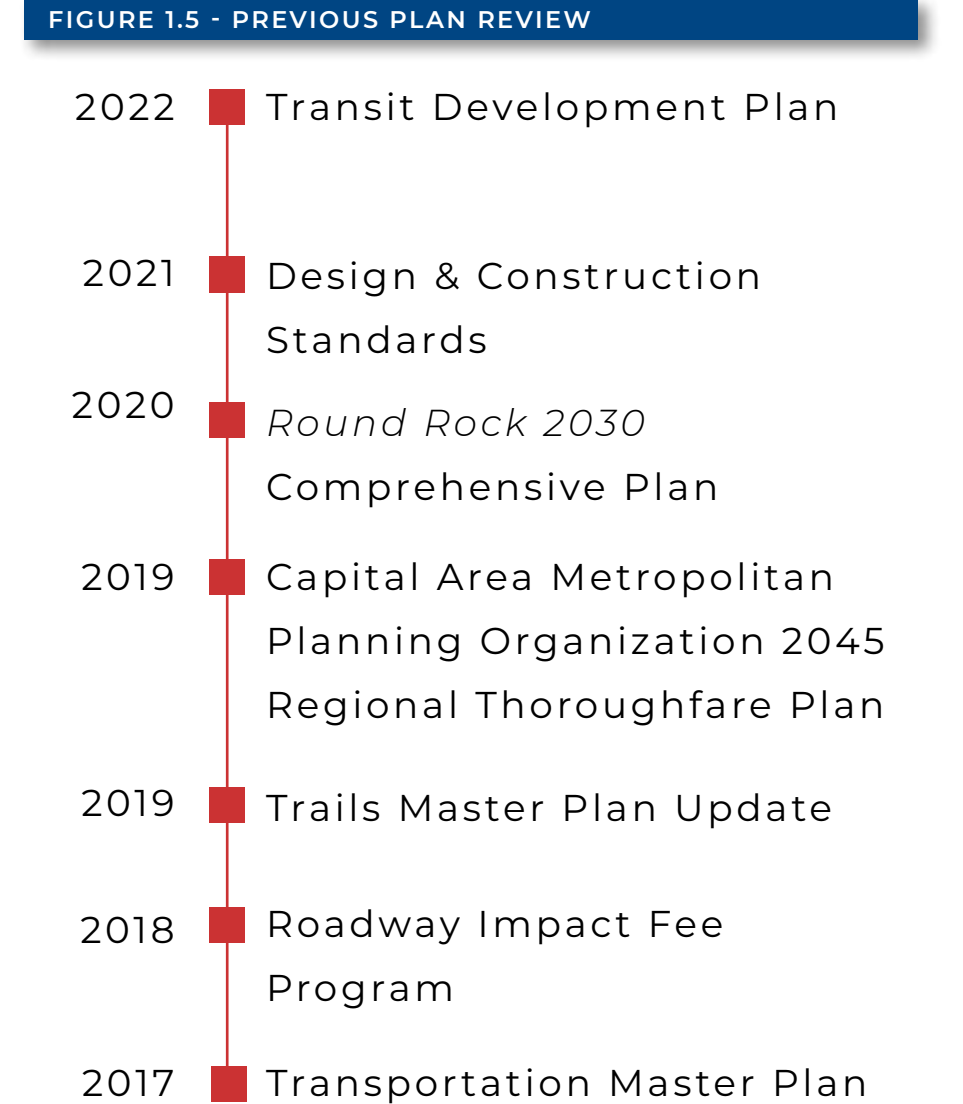 FIGURE 1.5 - PREVIOUS PLAN REVIEW
2022 Transit Development Plan
2021 Design & Construction
Standards
2020 Round Rock 2030
Comprehensive Plan
2019 Capital Area Metropolitan
Planning Organization 2045
Regional Thoroughfare Plan
2019 Trails Master Plan Update
2018 Roadway Impact Fee
Program
2017 Transportation Master Plan